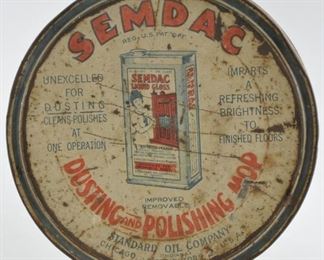 SEMDAC
REG. U.S. PAT. OFF.
UNEXCELLED
FOR
DUSTING
CLEANS-POLISHES
AT
ONE OPERATION
IMPARTS
A
REFRESHING
BRIGHTNESS
TO
FINISHED FLOORS
SEMDAC
LIQUID GLOSS
IMPROVED
REMOVABLE
DUSTING AND POLISHING MOP
STANDARD OIL COMPANY
CHICAGO
U.S.A.